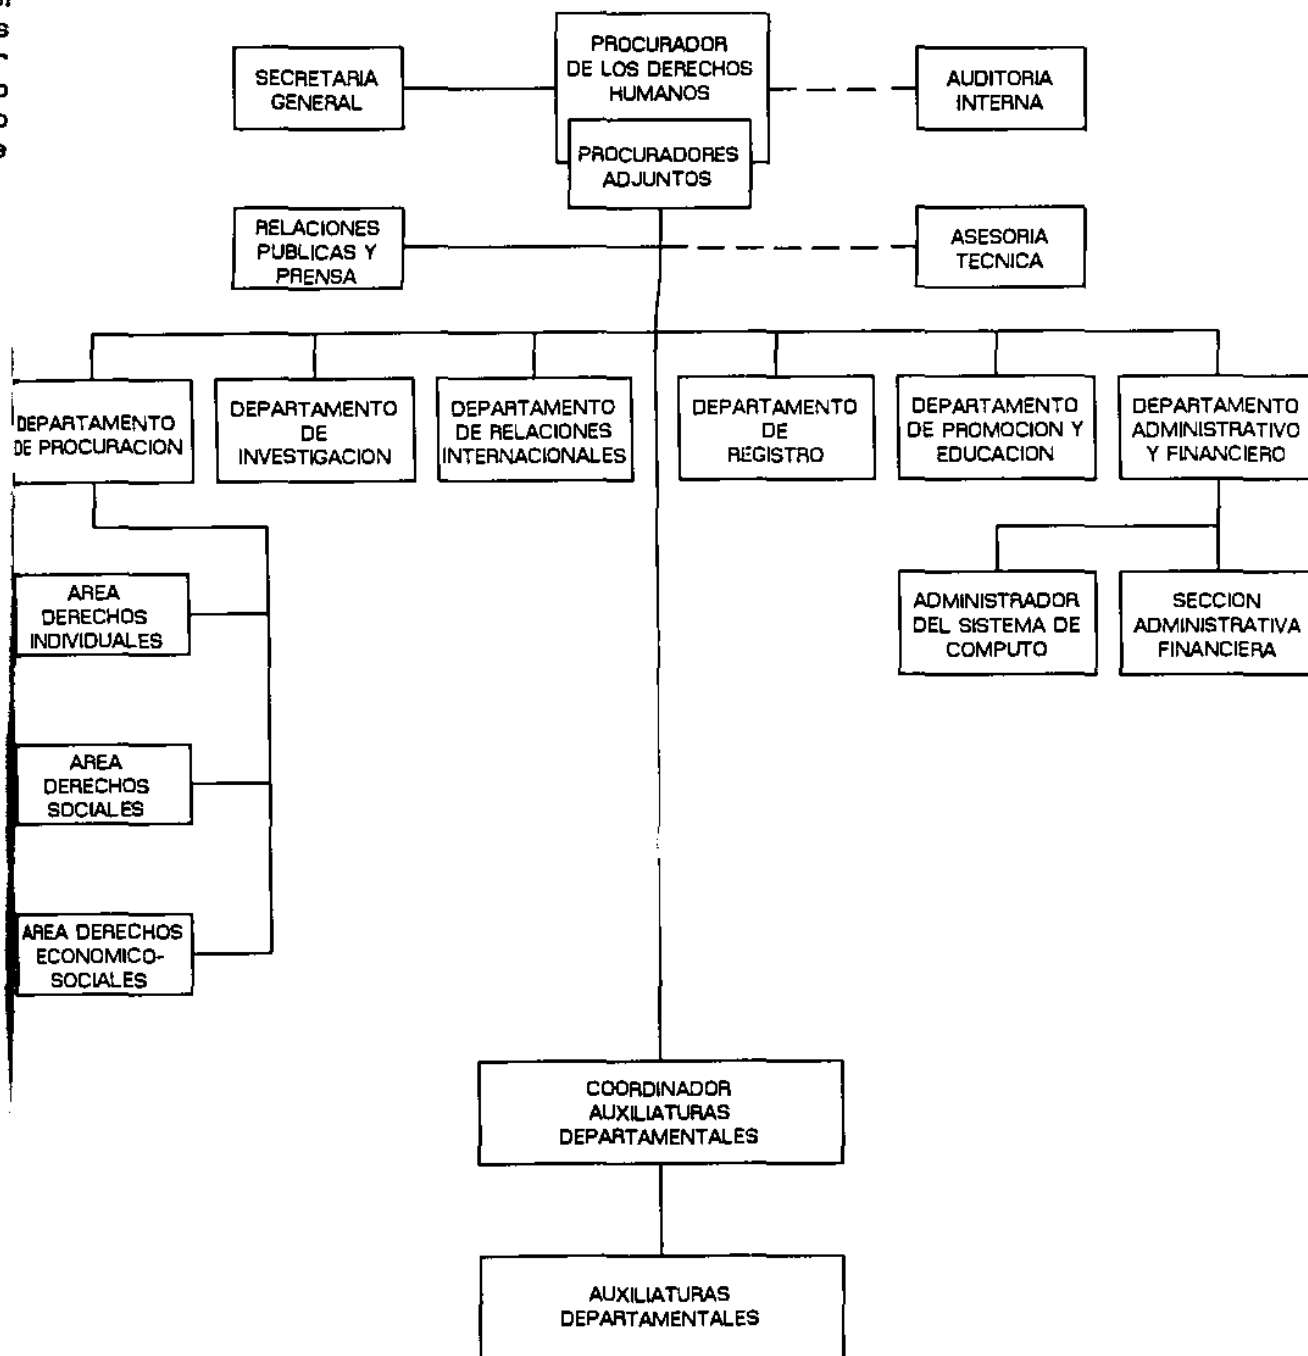 PROCURADOR
DE LOS DERECHOS
HUMANOS
SECRETARIA
GENERAL
AUDITORIA
INTERNA
PROCURADORES
ADJUNTOS
RELACIONES
PUBLICAS Y
PRENSA
ASESORIA
TECNICA
DEPARTAMENTO
DE PROCURACION
DEPARTAMENTO
DE
INVESTIGACION
DEPARTAMENTO
DE RELACIONES
INTERNACIONALES
DEPARTAMENTO
DE
REGISTRO
DEPARTAMENTO
DE PROMOCION Y
EDUCACION
DEPARTAMENTO
ADMINISTRATIVO
Y FINANCIERO
AREA
DERECHOS
INDIVIDUALES
ADMINISTRADOR
DEL SISTEMA DE
COMPUTO
SECCION
ADMINISTRATIVA
FINANCIERA
AREA
DERECHOS
SOCIALES
AREA DERECHOS
ECONOMICO-
SOCIALES
COORDINADOR
AUXILIATURAS
DEPARTAMENTALES
AUXILIATURAS
DEPARTAMENTALES